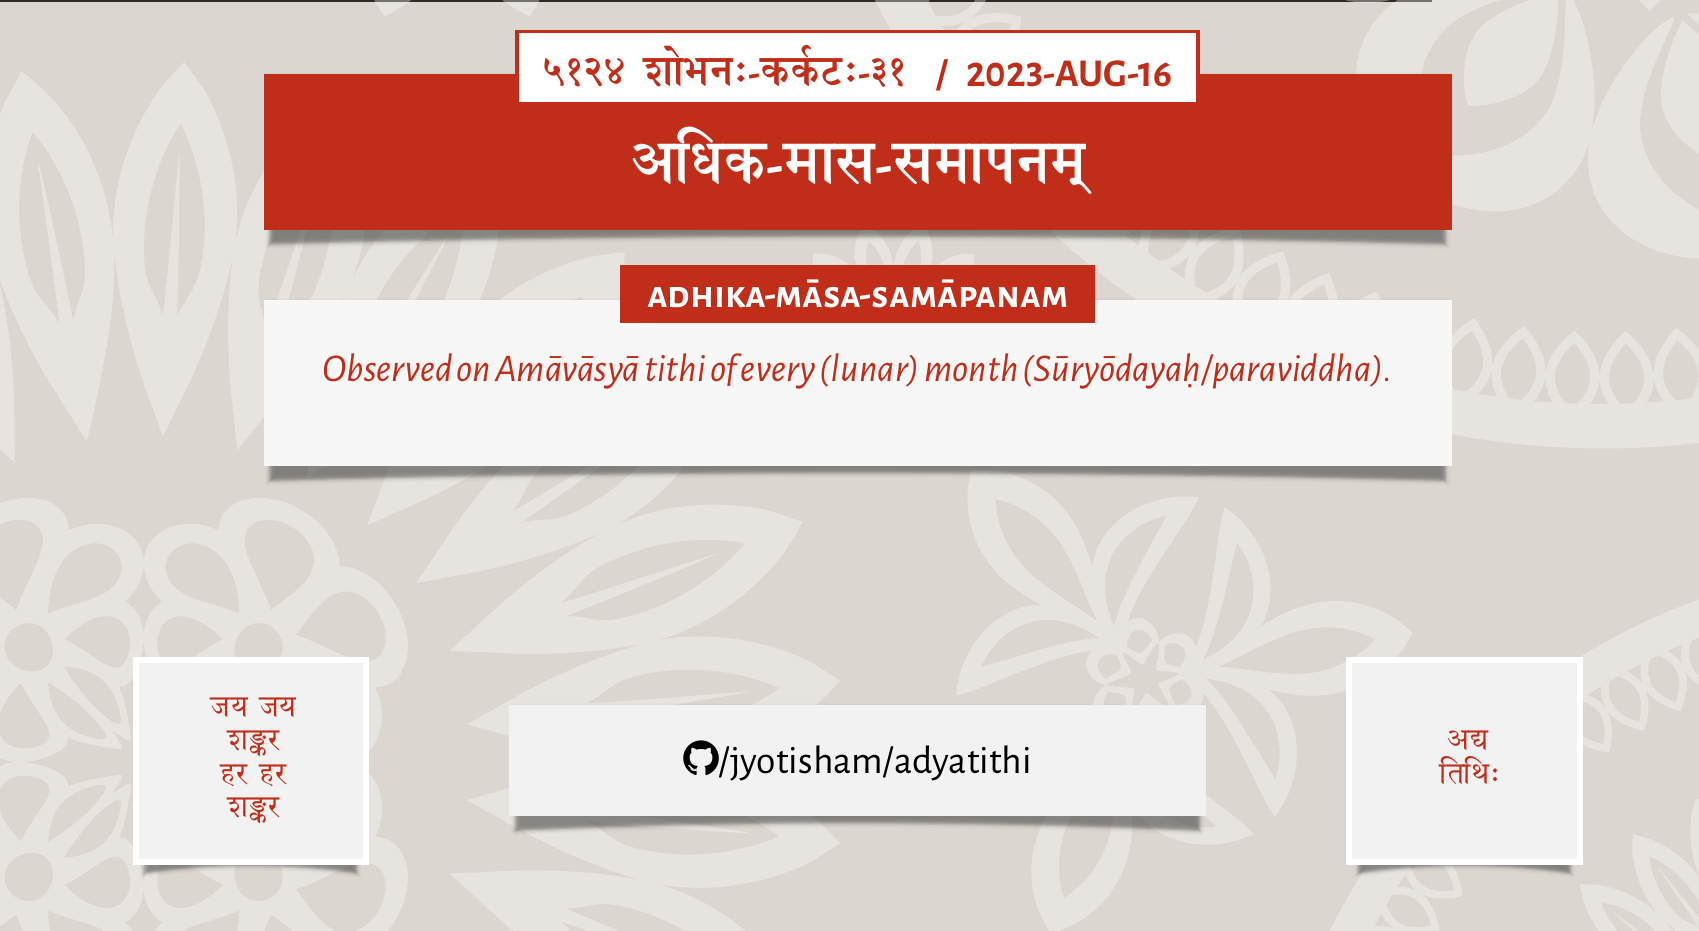 ५१२४ शोभनः-कर्कटः-३१ / 2023-AUG-16
अधिक-मास-समापनम्
ADHIKA-MĀSA-SAMĀPANAM
Observed on Amāvāsyā tithi of every (lunar) month (Sūryōdayaḥ/paraviddha).
जय जय
शङ्कर
हर हर
शङ्कर
/jyotisham/adyatithi
अद्य
तिथिः